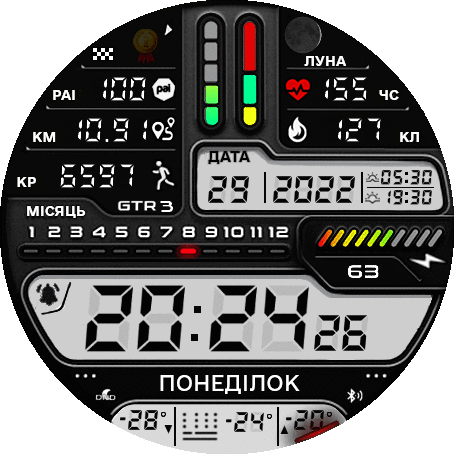 ЛУНА
PAI 100 pai
155 ЧС
КМ 10.91
127 КЛ
КР 6597
GTR 3
ДАТА
29 2022
05:30
19:30
МІСЯЦЬ
1 2 3 4 5 6 7 8 9 10 11 12
63
20:24 26
ПОНЕДІЛОК
DND
-28° -24° -20°